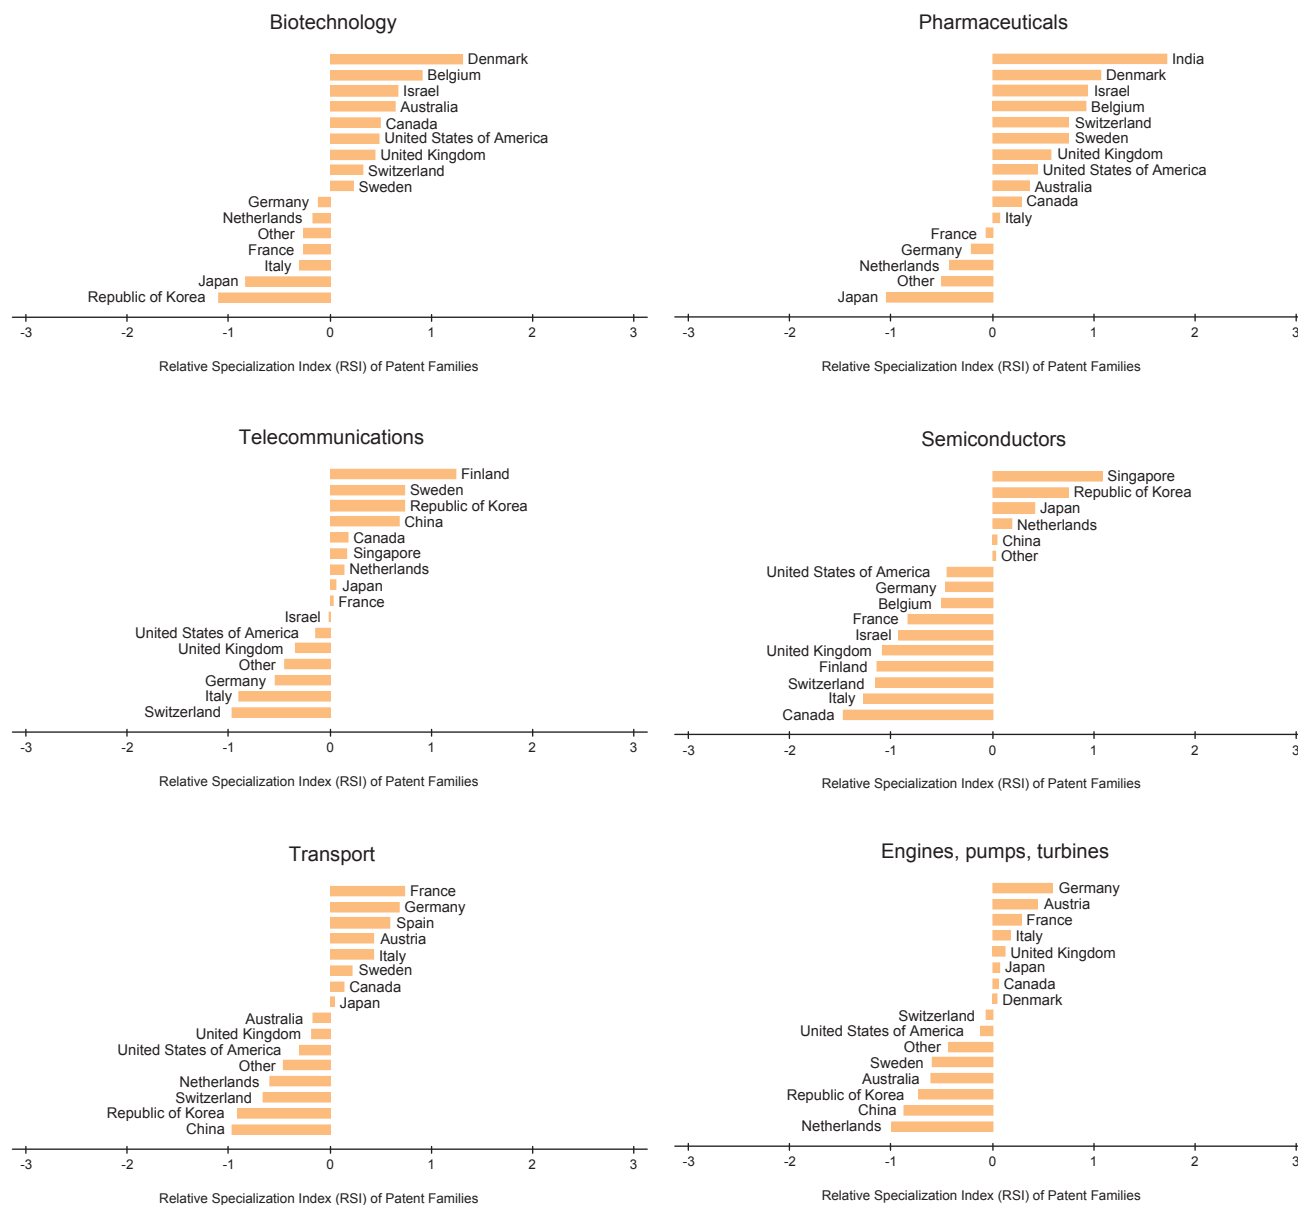 Biotechnology
Denmark
Belgium
Israel
Australia
Canada
United States of America
United Kingdom
Switzerland
Sweden
Germany
Netherlands
Other
France
Italy
Japan
Republic of Korea
-3 -2 -1 0 1 2 3
Relative Specialization Index (RSI) of Patent Families
Pharmaceuticals
India
Denmark
Israel
Belgium
Switzerland
Sweden
United Kingdom
United States of America
Australia
Canada
Italy
France
Germany
Netherlands
Other
Japan
-3 -2 -1 0 1 2 3
Relative Specialization Index (RSI) of Patent Families
Telecommunications
Finland
Sweden
Republic of Korea
China
Canada
Singapore
Netherlands
Japan
France
Israel
United States of America
United Kingdom
Other
Germany
Italy
Switzerland
-3 -2 -1 0 1 2 3
Relative Specialization Index (RSI) of Patent Families
Semiconductors
Singapore
Republic of Korea
Japan
Netherlands
China
Other
United States of America
Germany
Belgium
France
Israel
United Kingdom
Finland
Switzerland
Italy
Canada
-3 -2 -1 0 1 2 3
Relative Specialization Index (RSI) of Patent Families
Transport
France
Germany
Spain
Austria
Italy
Sweden
Canada
Japan
Australia
United Kingdom
United States of America
Other
Netherlands
Switzerland
Republic of Korea
China
-3 -2 -1 0 1 2 3
Relative Specialization Index (RSI) of Patent Families
Engines, pumps, turbines
Germany
Austria
France
Italy
United Kingdom
Japan
Canada
Denmark
Switzerland
United States of America
Other
Sweden
Australia
Republic of Korea
China
Netherlands
-3 -2 -1 0 1 2 3
Relative Specialization Index (RSI) of Patent Families